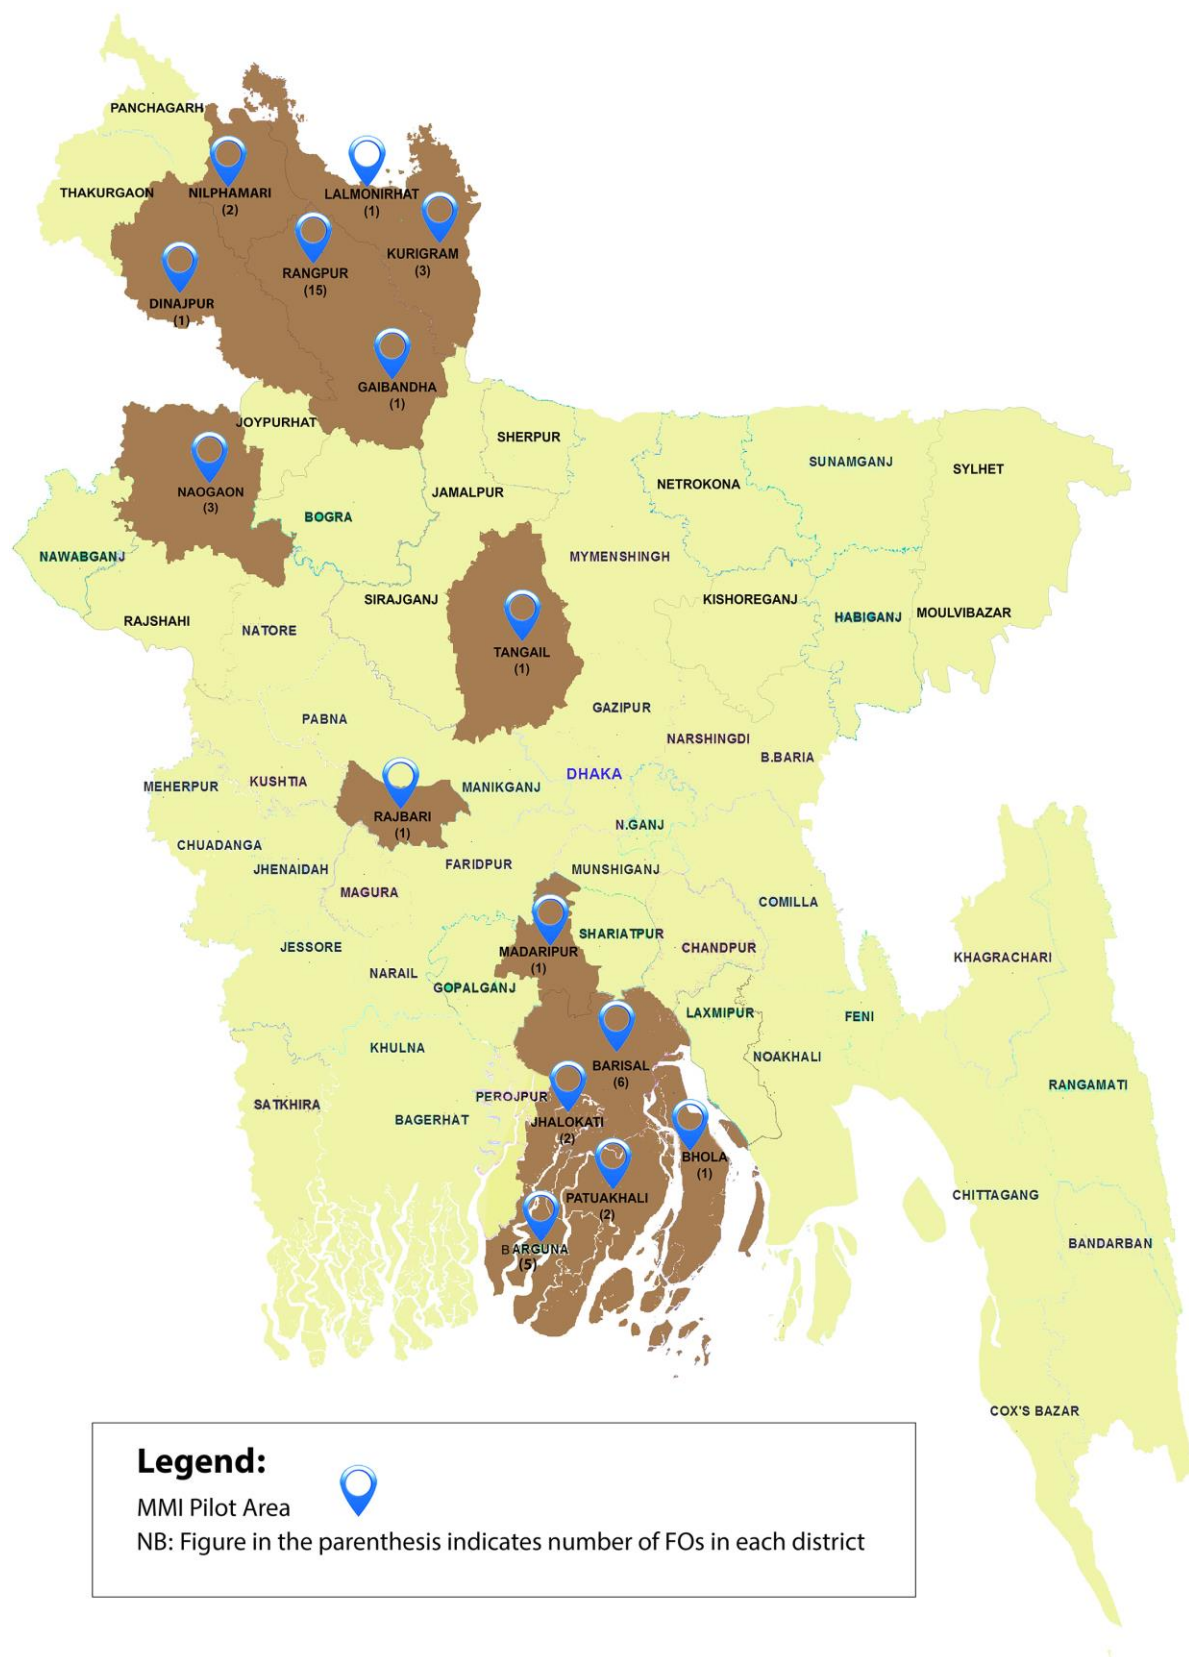 PANCHAGARH
THAKURGAON
NILPHAMARI
(2)
LALMONIRHAT
(1)
KURIGRAM
(3)
RANGPUR
(15)
DINAJPUR
(1)
GAIBANDHA
(1)
JOYPURHAT
SHERPUR
NAOGAON
(3)
JAMALPUR
BOGRA
NETROKONA
SUNAMGANJ
SYLHET
NAWABGANJ
MYMENSHINGH
RAJSHAHI
NATORE
SIRAJGANJ
KISHOREGANJ
HABIGANJ
MOULVIBAZAR
TANGAIL
(1)
PABNA
GAZIPUR
NARSHINGDI
B.BARIA
MEHERPUR
KUSHTIA
MANIKGANJ
DHAKA
RAJBARI
(1)
N.GANJ
CHUADANGA
JHENAIDAH
MAGURA
FARIDPUR
MUNSHIGANJ
COMILLA
JESSORE
NARAIL
MADARIPUR
(1)
SHARIATPUR
CHANDPUR
KHAGRACHARI
GOPALGANJ
LAXMIPUR
FENI
KHULNA
BARISAL
(6)
NOAKHALI
RANGAMATI
SATKHIRA
BAGERHAT
PEROJPUR
JHALOKATI
(2)
BHOLA
(1)
PATUAKHALI
(2)
CHITTAGANG
BARGUNA
(5)
BANDARBAN
COX'S BAZAR
Legend:
MMI Pilot Area
NB: Figure in the parenthesis indicates number of FOs in each district